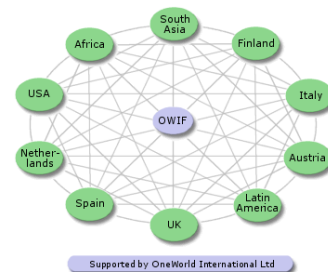 South
Asia
Africa
Finland
USA
Italy
OWIF
Nether-
lands
Austria
Spain
Latin
America
UK
Supported by OneWorld International Ltd